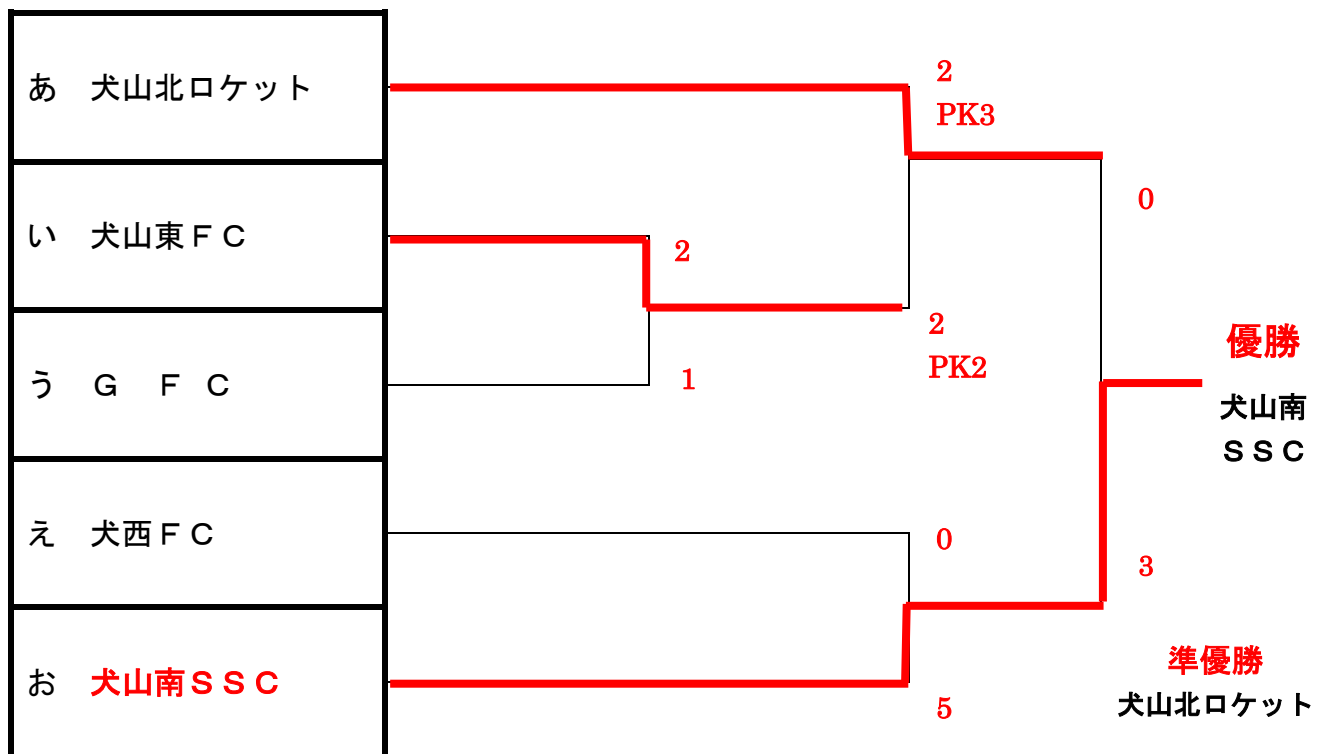 あ 犬山北ロケット
い 犬山東ＦＣ
う Ｇ Ｆ Ｃ
え 犬西ＦＣ
お 犬山南ＳＳＣ
2
PK3
2
1
2
PK2
0
5
0
3
優勝
犬山南
ＳＳＣ
準優勝
犬山北ロケット